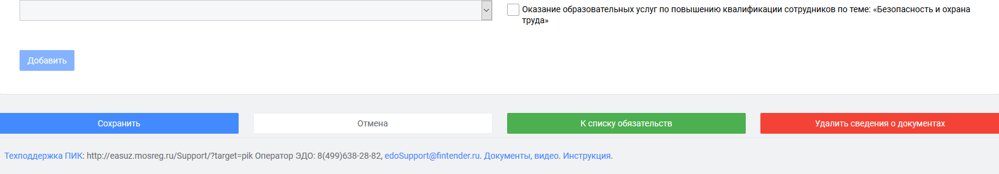 Оказание образовательных услуг по повышению квалификации сотрудников по теме: «Безопасность и охрана
труда»
Добавить
Сохранить
Отмена
К списку обязательств
Удалить сведения о документах
Техподдержка ПИК: http://easuz.mosreg.ru/Support/?target=pik Оператор ЭДО: 8(499)638-28-82, edoSupport@fintender.ru. Документы, видео. Инструкция.